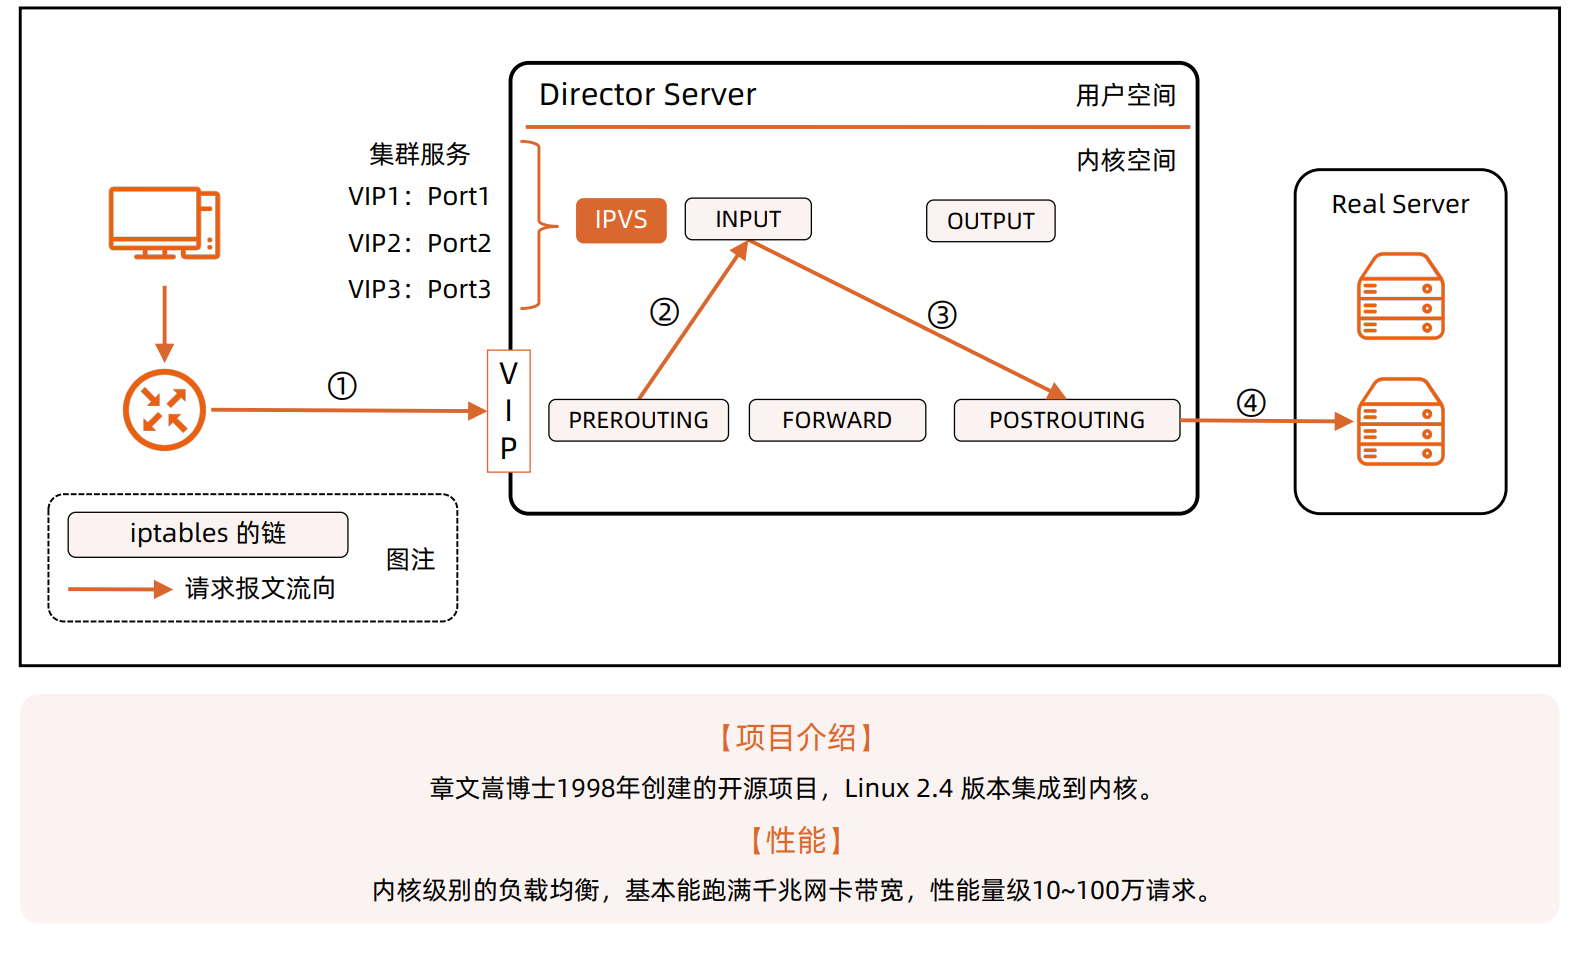 Director Server
用户空间
集群服务
VIP1：Port1
VIP2：Port2
VIP3：Port3
内核空间
IPVS
INPUT
OUTPUT
Real Server
②
③
①
V
I
P
PREROUTING
FORWARD
POSTROUTING
④
iptables 的链
请求报文流向
图注
【项目介绍】
章文嵩博士1998年创建的开源项目，Linux 2.4 版本集成到内核。
【性能】
内核级别的负载均衡，基本能跑满千兆网卡带宽，性能量级10~100万请求。